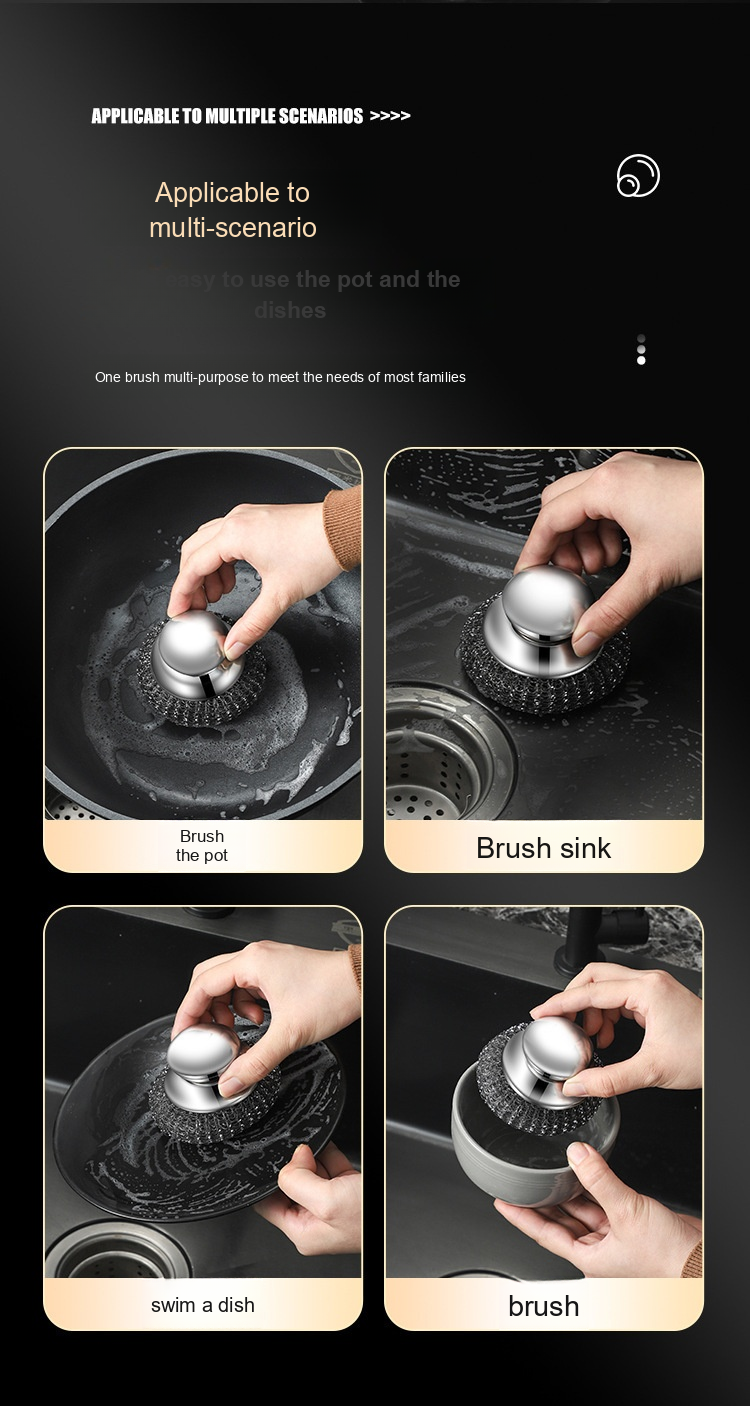 APPLICABLE TO MULTIPLE SCENARIOS >>>>
Applicable to
multi-scenario
easy to use the pot and the
dishes
One brush multi-purpose to meet the needs of most families
Brush
the pot
Brush sink
swim a dish
brush